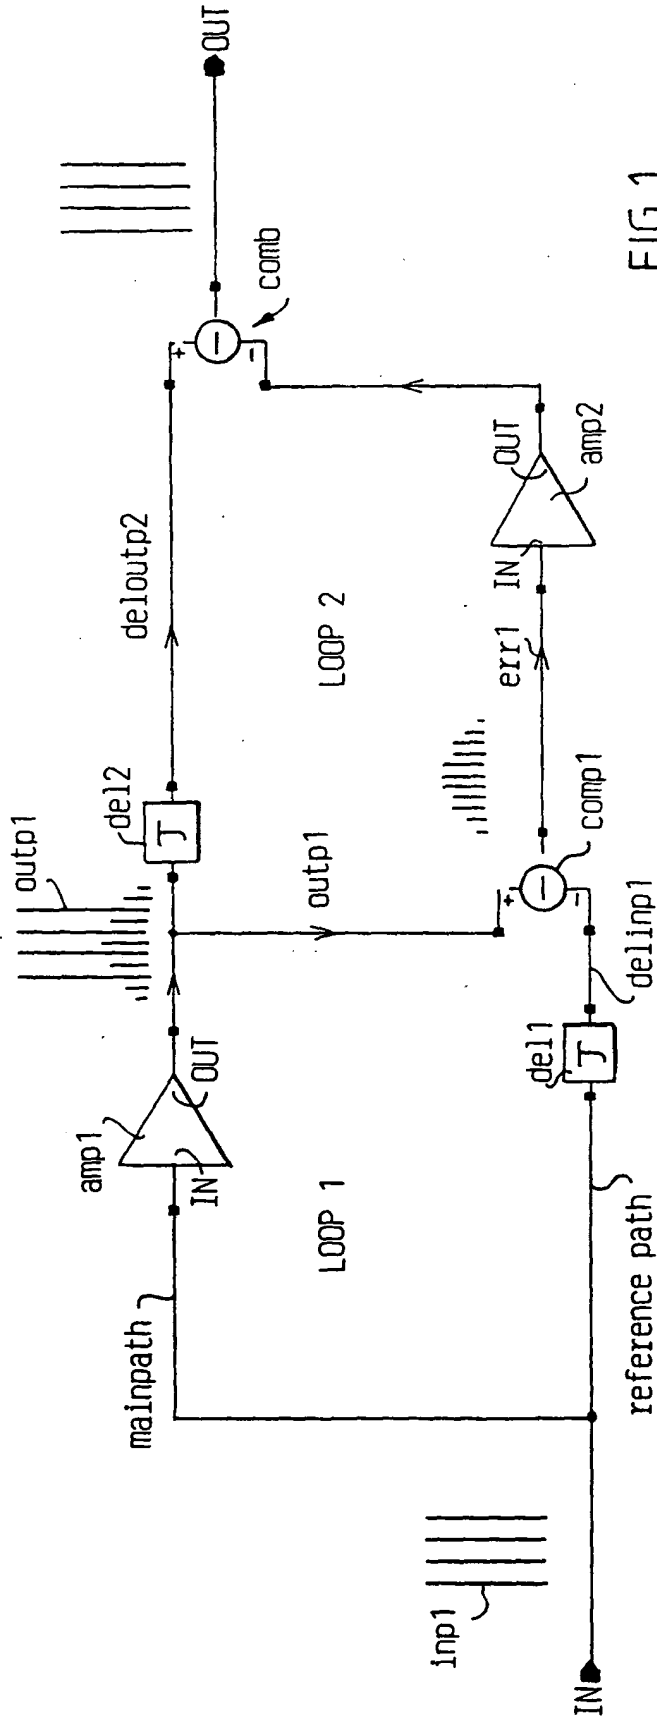 outp1
OUT
del2
J
deloutp2
comb
+
−
amp1
IN
OUT
mainpath
LOOP 1
outp1
LOOP 2
err1
IN
OUT
amp2
+
−
comp1
delinp1
del1
J
inp1
IN
reference path
FIG 1